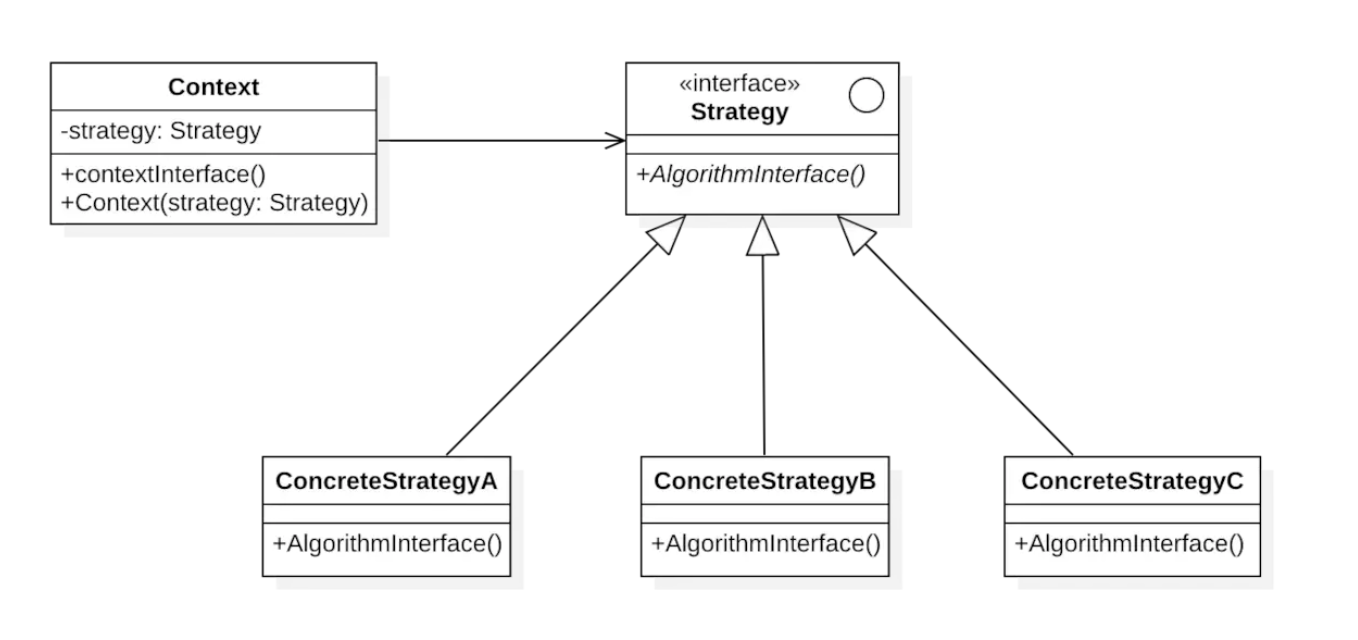 Context
-strategy: Strategy
+contextInterface()
+Context(strategy: Strategy)
«interface»
Strategy
+AlgorithmInterface()
ConcreteStrategyA
+AlgorithmInterface()
ConcreteStrategyB
+AlgorithmInterface()
ConcreteStrategyC
+AlgorithmInterface()